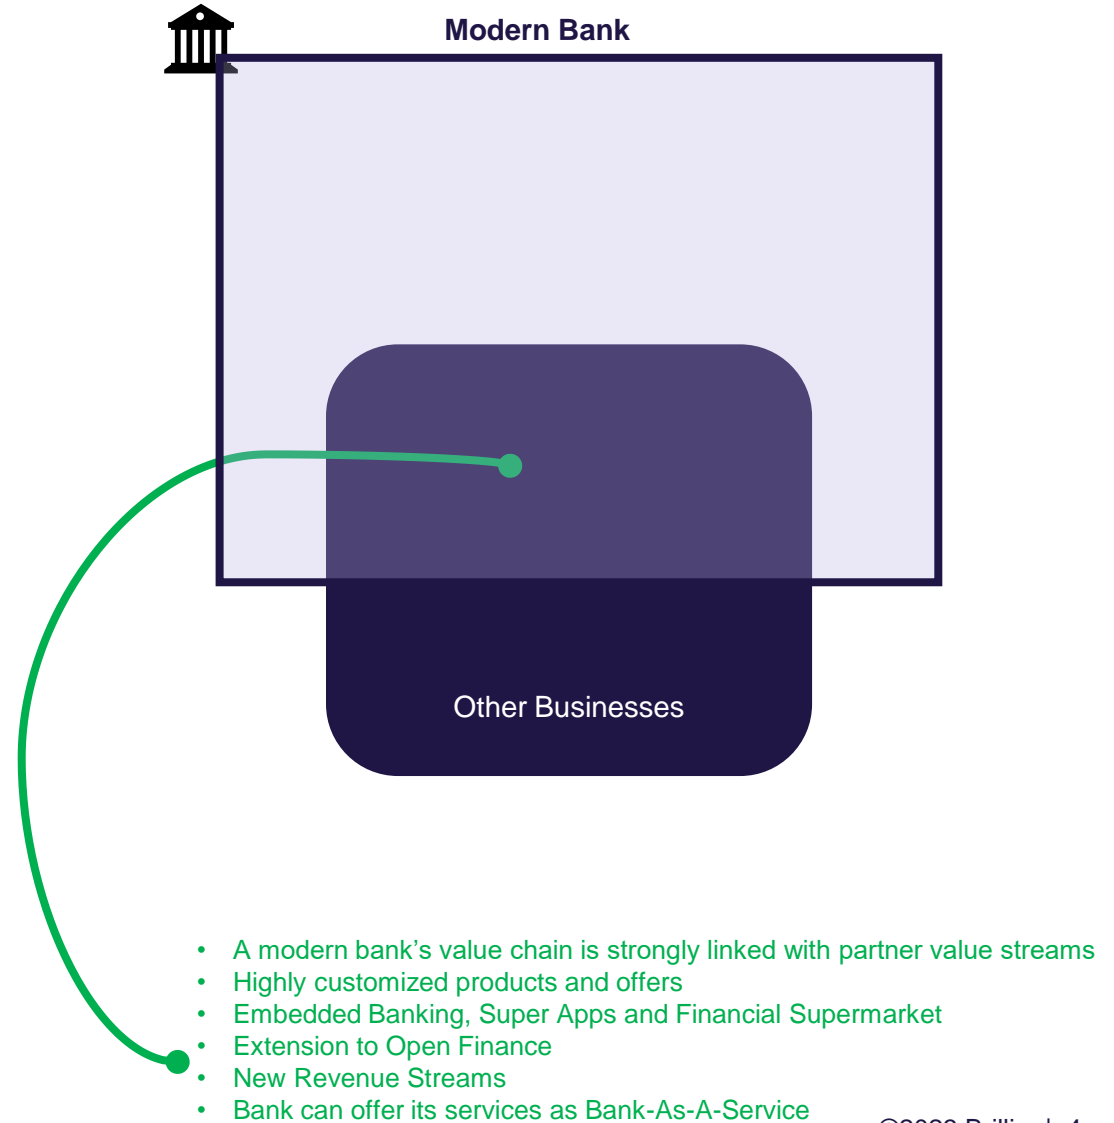 Modern Bank
Other Businesses
• A modern bank’s value chain is strongly linked with partner value streams
• Highly customized products and offers
• Embedded Banking, Super Apps and Financial Supermarket
• Extension to Open Finance
• New Revenue Streams
• Bank can offer its services as Bank-As-A-Service